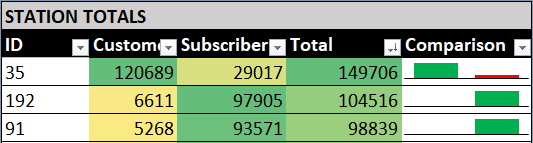 STATION TOTALS
ID Custome Subscriber Total Comparison
35 120689 29017 149706
192 6611 97905 104516
91 5268 93571 98839